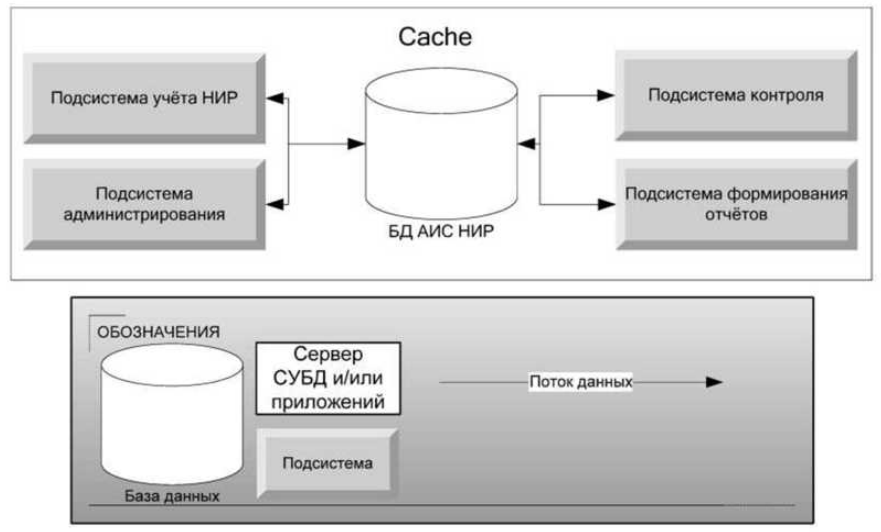 Cache
Подсистема учёта НИР
Подсистема
администрирования
БД АИС НИР
Подсистема контроля
Подсистема формирования
отчётов
ОБОЗНАЧЕНИЯ
База данных
Сервер
СУБД и/или
приложений
Подсистема
Поток данных